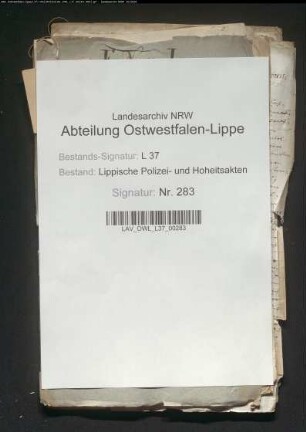 Landesarchiv NRW
Abteilung Ostwestfalen-Lippe
Bestands-Signatur: L 37
Bestand: Lippische Polizei- und Hoheitsakten
Signatur: Nr. 283
LAV_OWL_L37_00283